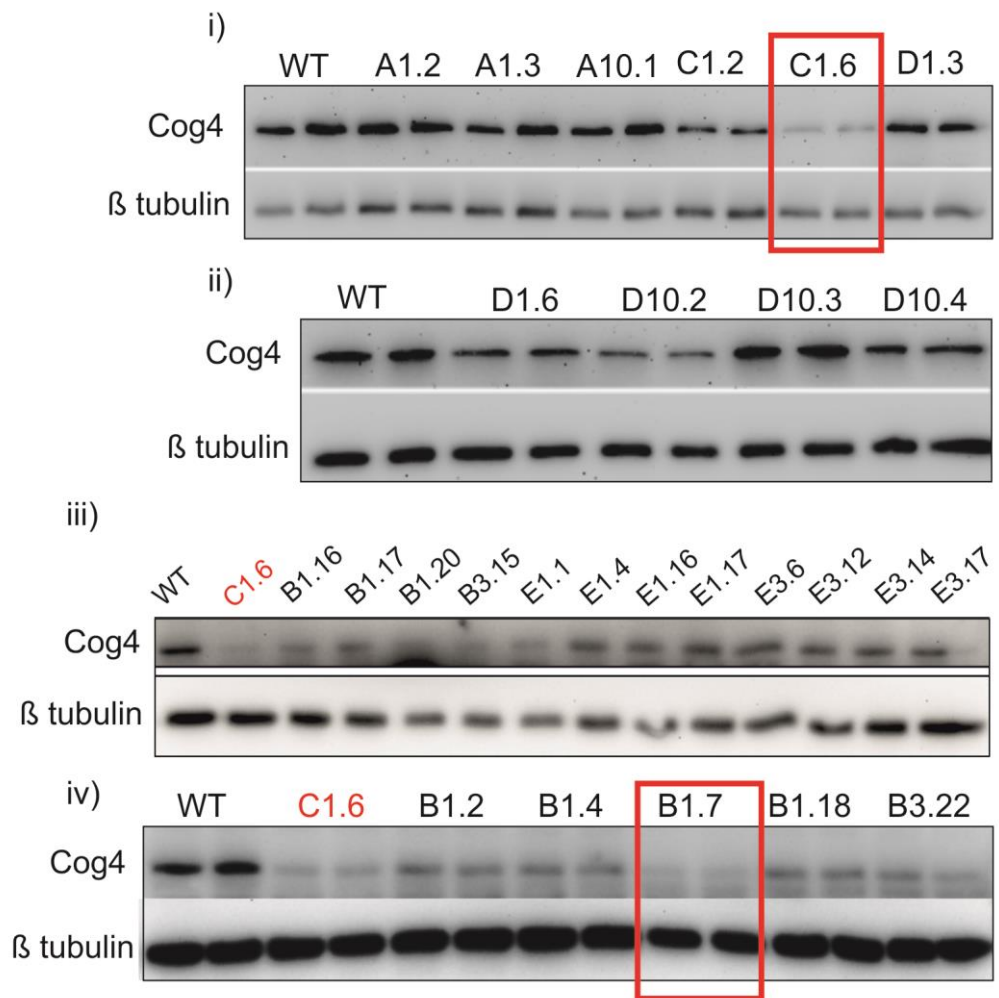 i)
WT A1.2 A1.3 A10.1 C1.2 C1.6 D1.3
Cog4
ß tubulin
ii)
WT D1.6 D10.2 D10.3 D10.4
Cog4
ß tubulin
iii)
WT C1.6 B1.16 B1.17 B1.20 B3.15 E1.1 E1.4 E1.16 E1.17 E3.6 E3.12 E3.14 E3.17
Cog4
ß tubulin
iv)
WT C1.6 B1.2 B1.4 B1.7 B1.18 B3.22
Cog4
ß tubulin